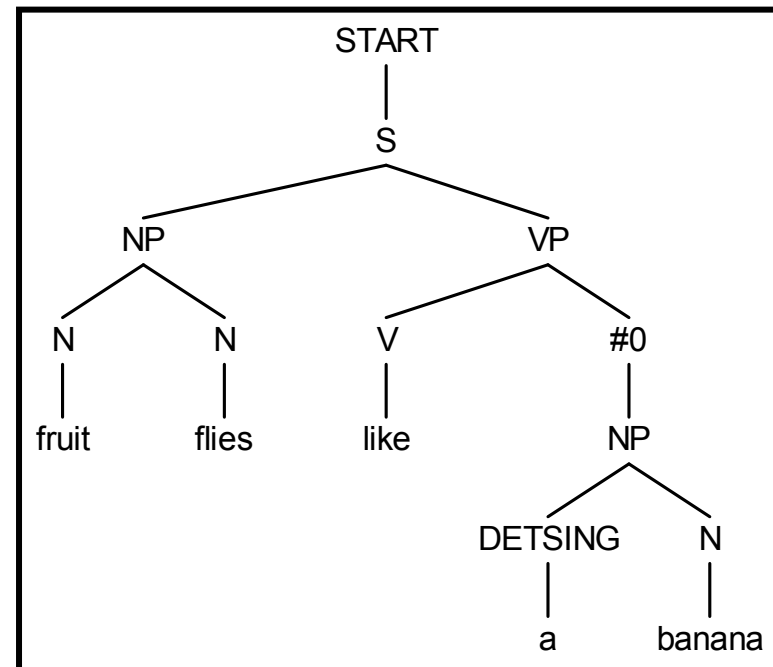 START
S
NP VP
N N V #0
fruit flies like NP
DETSING N
a banana